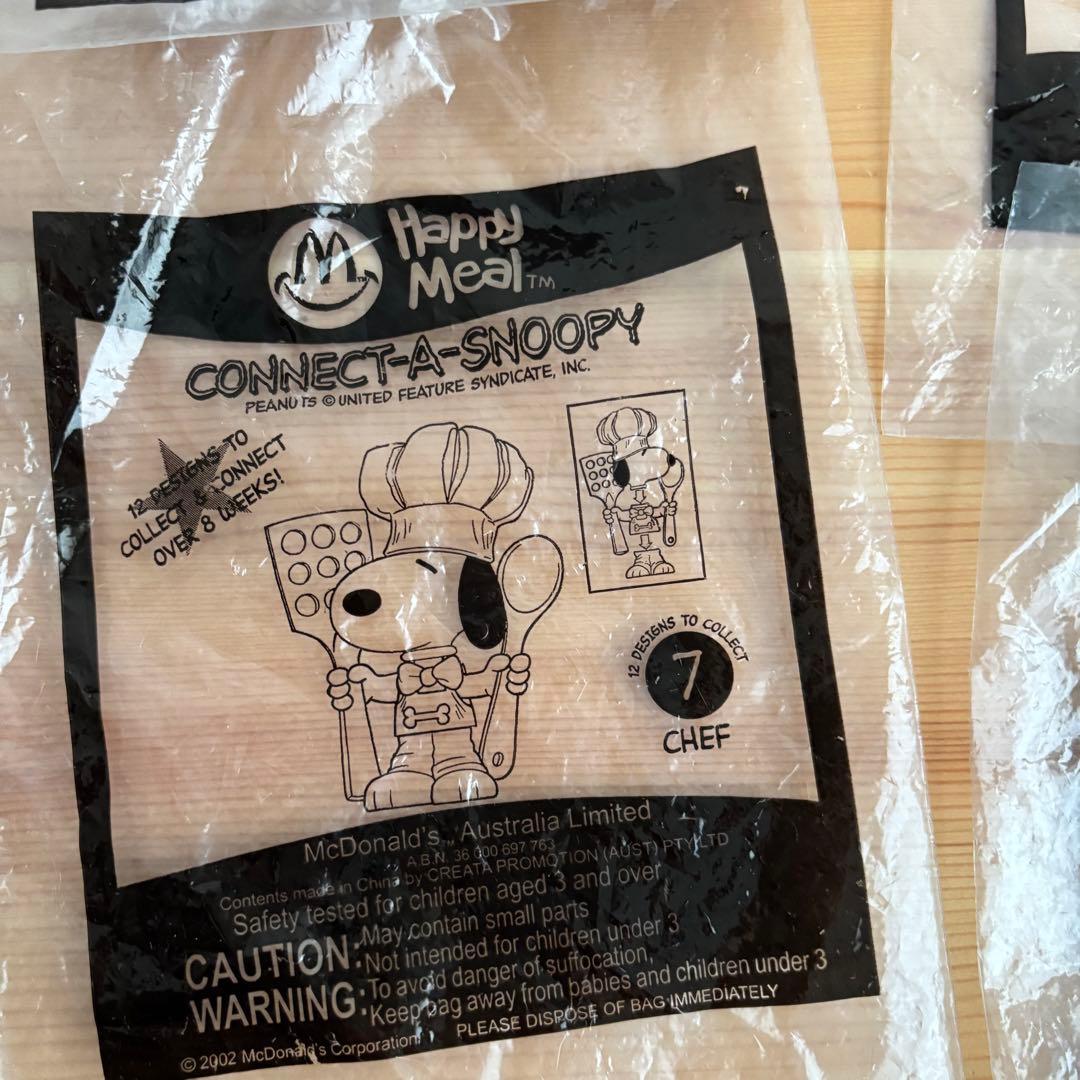 Happy
Meal™
CONNECT-A-SNOOPY
PEANUTS © UNITED FEATURE SYNDICATE, INC.
12 DESIGNS TO
COLLECT & CONNECT
OVER 8 WEEKS!
12 DESIGNS TO COLLECT
7
CHEF
McDonald's™ Australia Limited
A.B.N. 36 000 697 763
Contents made in China by CREATA PROMOTION (AUST) PTY LTD
Safety tested for children aged 3 and over
CAUTION: May contain small parts
Not intended for children under 3
WARNING: To avoid danger of suffocation,
Keep bag away from babies and children under 3
PLEASE DISPOSE OF BAG IMMEDIATELY
© 2002 McDonald's Corporation